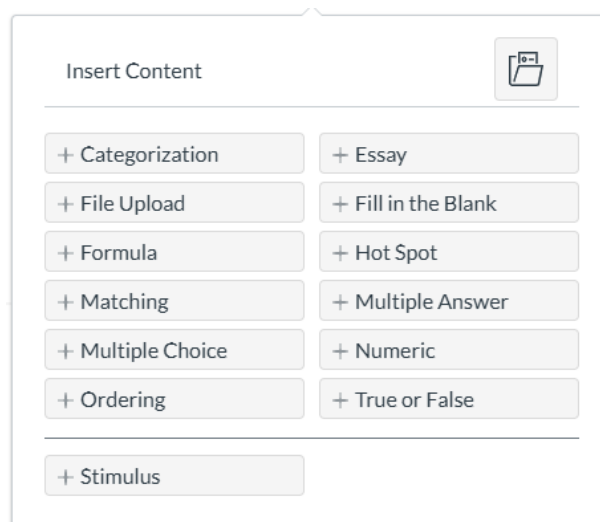 Insert Content
+ Categorization
+ Essay
+ File Upload
+ Fill in the Blank
+ Formula
+ Hot Spot
+ Matching
+ Multiple Answer
+ Multiple Choice
+ Numeric
+ Ordering
+ True or False
+ Stimulus